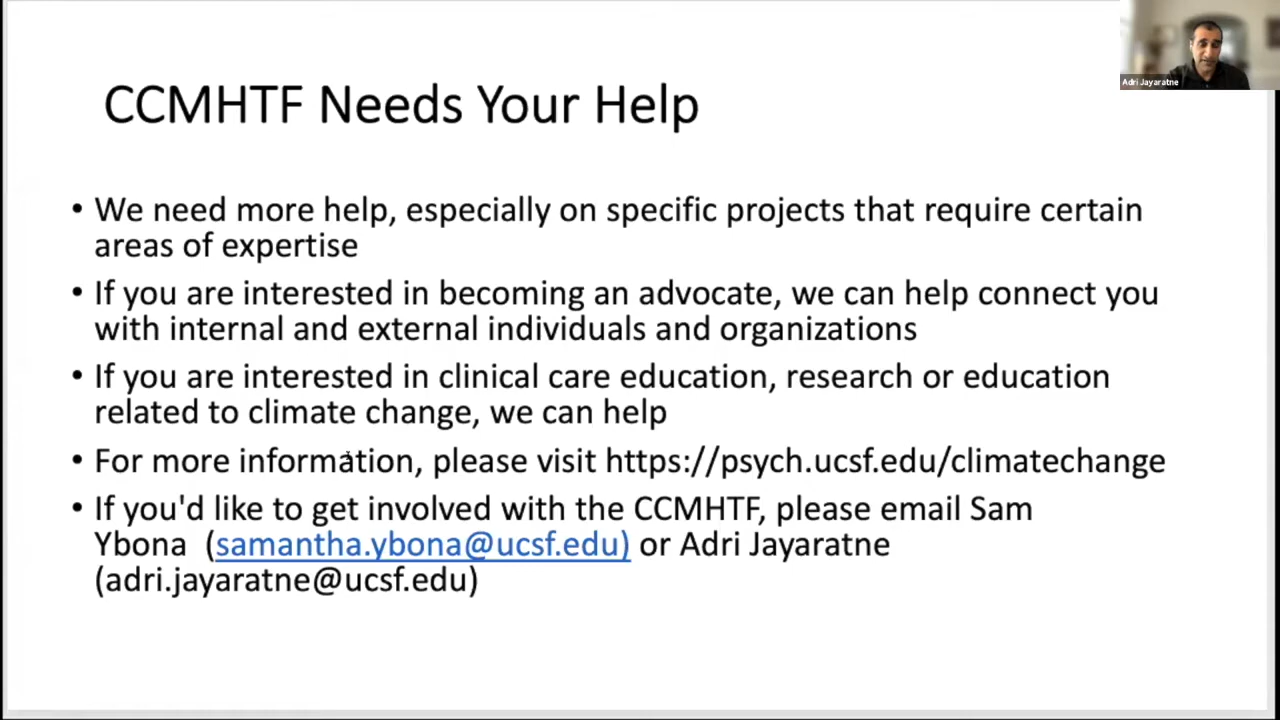 Adri Jayaratne
CCMHTF Needs Your Help
• We need more help, especially on specific projects that require certain
areas of expertise
• If you are interested in becoming an advocate, we can help connect you
with internal and external individuals and organizations
• If you are interested in clinical care education, research or education
related to climate change, we can help
• For more information, please visit https://psych.ucsf.edu/climatechange
• If you'd like to get involved with the CCMHTF, please email Sam
Ybona (samantha.ybona@ucsf.edu) or Adri Jayaratne
(adri.jayaratne@ucsf.edu)